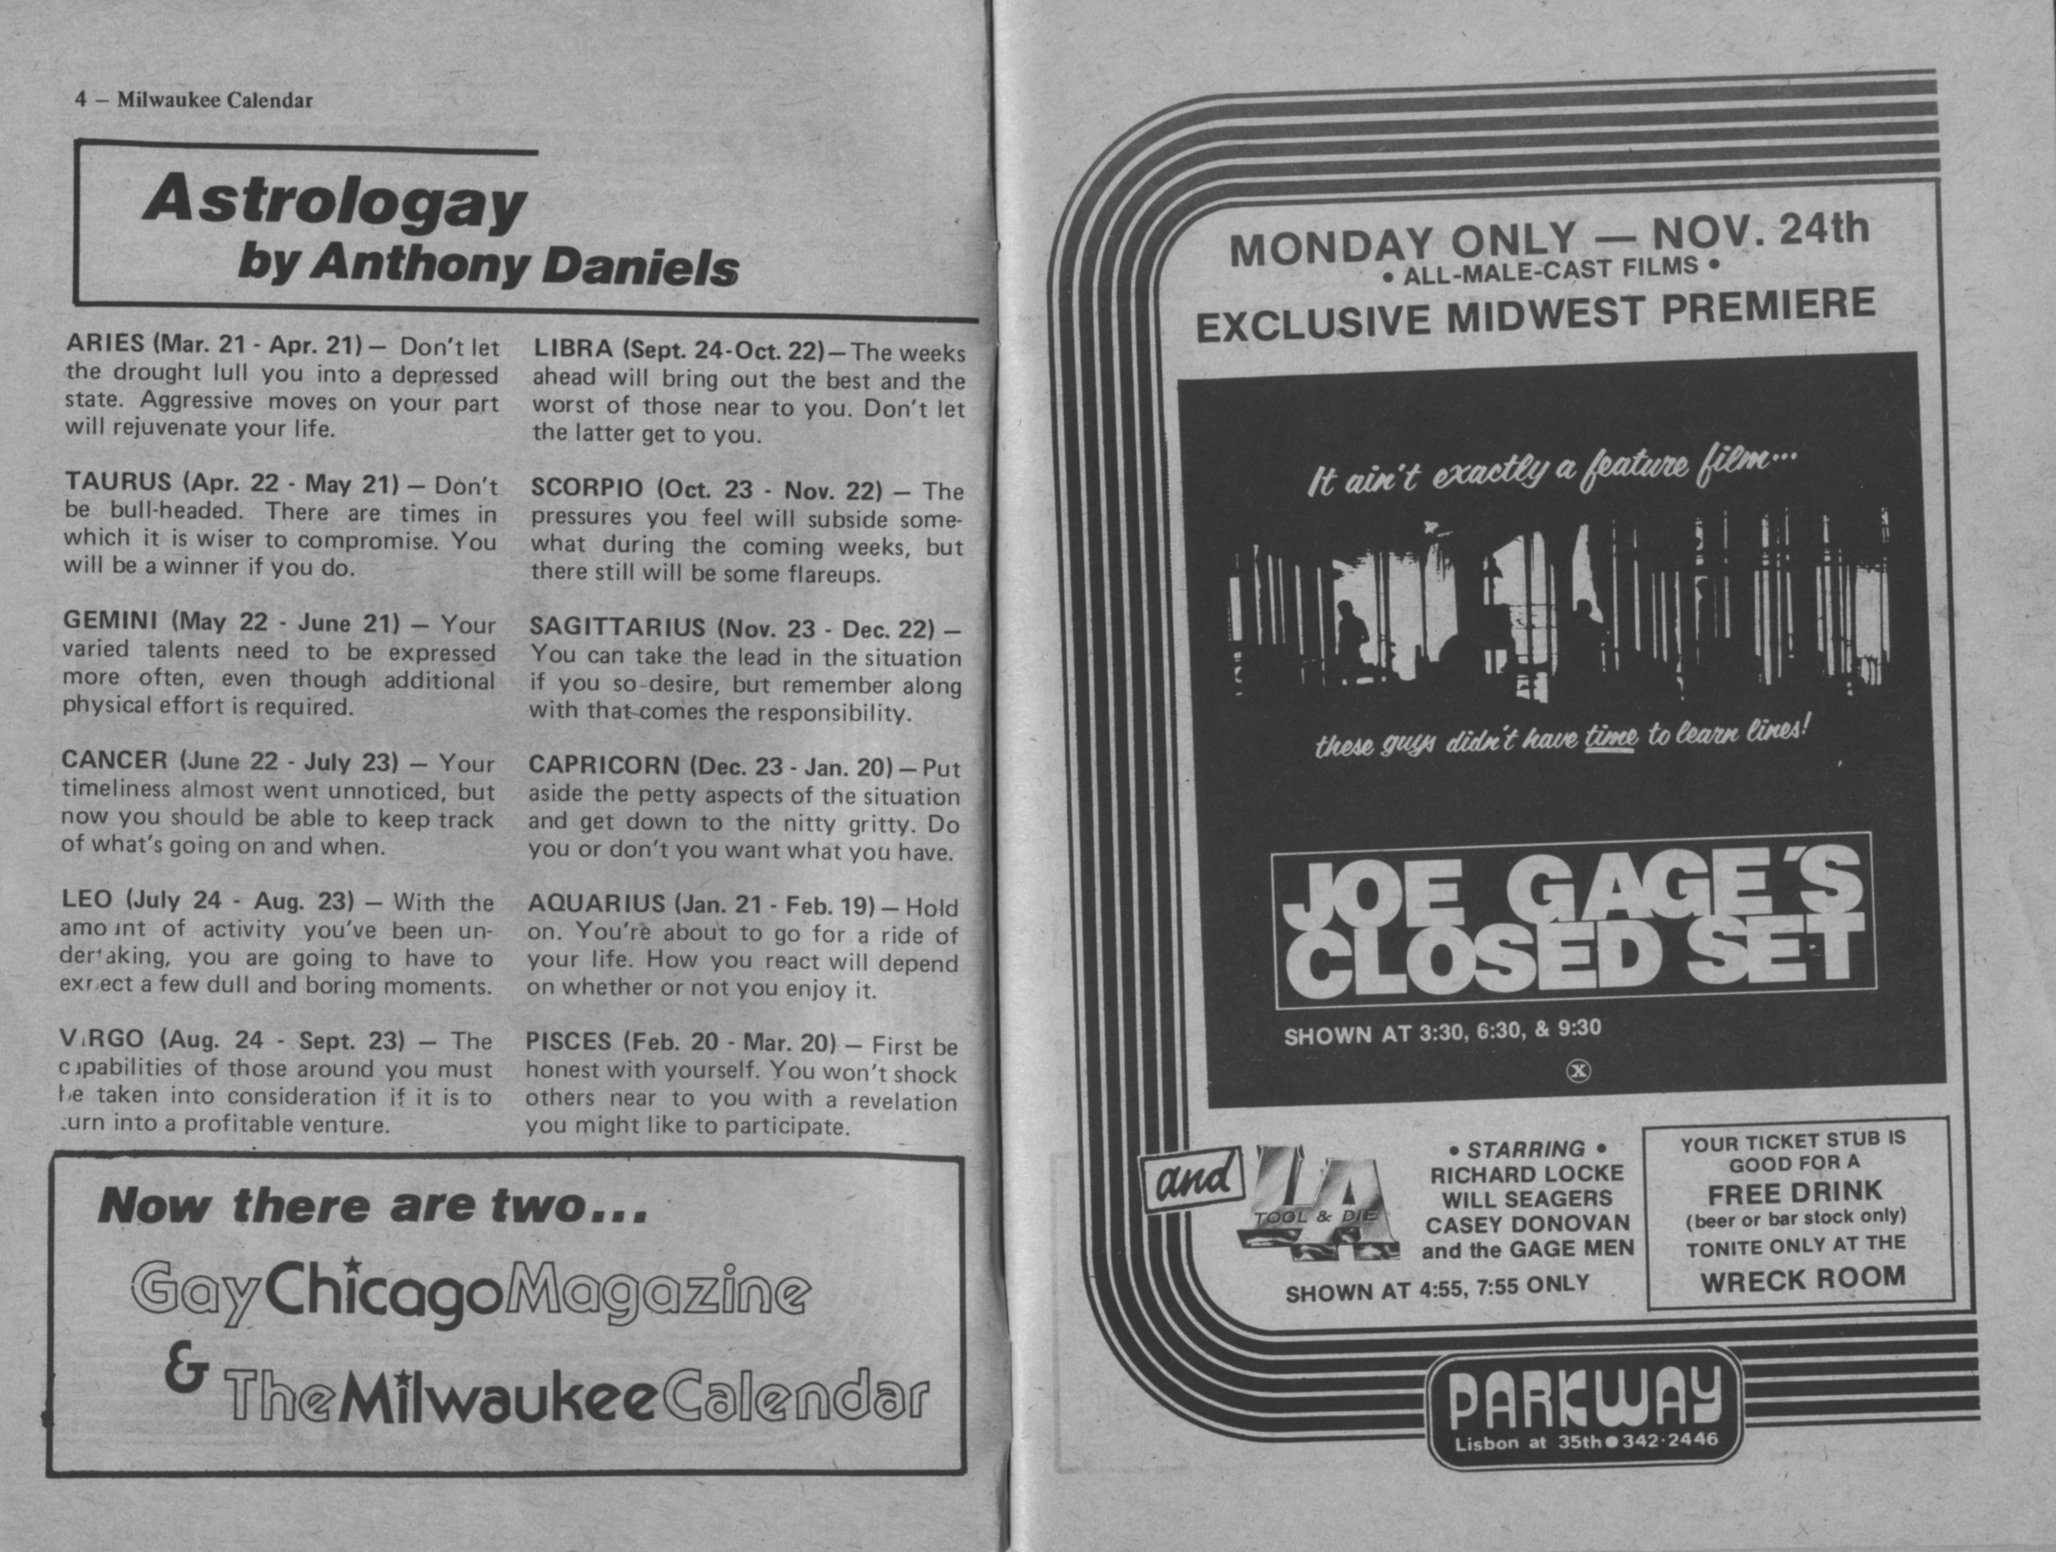 4 — Milwaukee Calendar
Astrologay
by Anthony Daniels
ARIES (Mar. 21 - Apr. 21) — Don't let
the drought lull you into a depressed
state. Aggressive moves on your part
will rejuvenate your life.
TAURUS (Apr. 22 - May 21) — Don't
be bull-headed. There are times in
which it is wiser to compromise. You
will be a winner if you do.
GEMINI (May 22 - June 21) — Your
varied talents need to be expressed
more often, even though additional
physical effort is required.
CANCER (June 22 - July 23) — Your
timeliness almost went unnoticed, but
now you should be able to keep track
of what's going on and when.
LEO (July 24 - Aug. 23) — With the
amount of activity you've been un-
dertaking, you are going to have to
expect a few dull and boring moments.
VIRGO (Aug. 24 - Sept. 23) — The
capabilities of those around you must
be taken into consideration if it is to
turn into a profitable venture.
LIBRA (Sept. 24-Oct. 22)—The weeks
ahead will bring out the best and the
worst of those near to you. Don't let
the latter get to you.
SCORPIO (Oct. 23 - Nov. 22) — The
pressures you feel will subside some-
what during the coming weeks, but
there still will be some flareups.
SAGITTARIUS (Nov. 23 - Dec. 22) —
You can take the lead in the situation
if you so desire, but remember along
with that comes the responsibility.
CAPRICORN (Dec. 23 - Jan. 20) — Put
aside the petty aspects of the situation
and get down to the nitty gritty. Do
you or don't you want what you have.
AQUARIUS (Jan. 21 - Feb. 19) — Hold
on. You're about to go for a ride of
your life. How you react will depend
on whether or not you enjoy it.
PISCES (Feb. 20 - Mar. 20) — First be
honest with yourself. You won't shock
others near to you with a revelation
you might like to participate.
Now there are two...
GayChicagoMagazine
& TheMilwaukeeCalendar
MONDAY ONLY — NOV. 24th
• ALL-MALE-CAST FILMS •
EXCLUSIVE MIDWEST PREMIERE
It ain't exactly a feature film...
these guys didn't have time to learn lines!
JOE GAGE'S
CLOSED SET
SHOWN AT 3:30, 6:30, & 9:30
X
and
LA
TOOL & DIE
• STARRING •
RICHARD LOCKE
WILL SEAGERS
CASEY DONOVAN
and the GAGE MEN
SHOWN AT 4:55, 7:55 ONLY
YOUR TICKET STUB IS
GOOD FOR A
FREE DRINK
(beer or bar stock only)
TONITE ONLY AT THE
WRECK ROOM
PARKWAY
Lisbon at 35th●342·2446